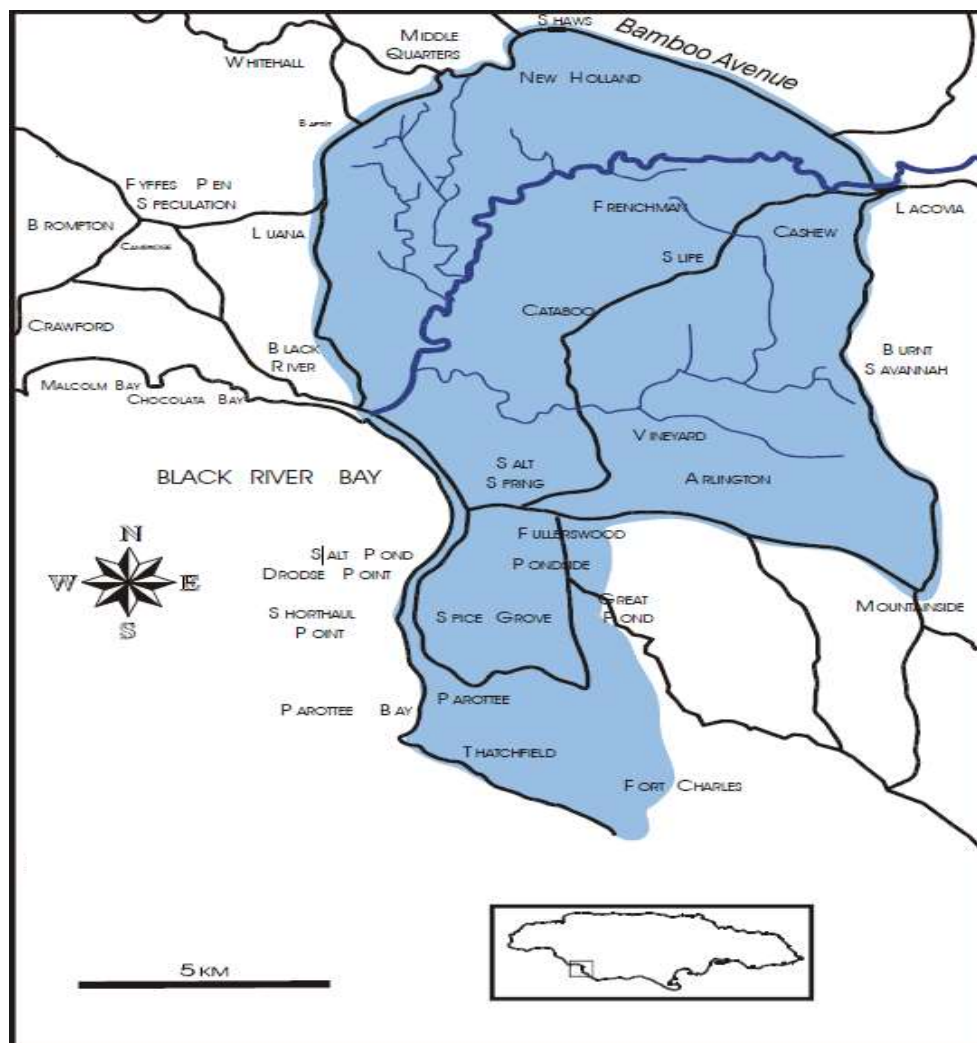 SHAWS
MIDDLE
QUARTERS
Bamboo Avenue
WHITEHALL
NEW HOLLAND
FYFFES PEN
SPECULATION
BROMPTON
LUANA
FRENCHMAN
LACOVIA
CASHEW
SLIPE
CATABOO
CRAWFORD
BLACK
RIVER
BURNT
SAVANNAH
MALCOLM BAY
CHOCOLATA BAY
VINEYARD
BLACK RIVER BAY
SALT
SPRING
ARLINGTON
N
W E
S
FULLERSWOOD
SALT POND
DRODSE POINT
PONDSIDE
GREAT
POND
MOUNTAINSIDE
SHORTHAUL
POINT
SPICE GROVE
PAROTTEE BAY
PAROTTEE
THATCHFIELD
FORT CHARLES
5 KM